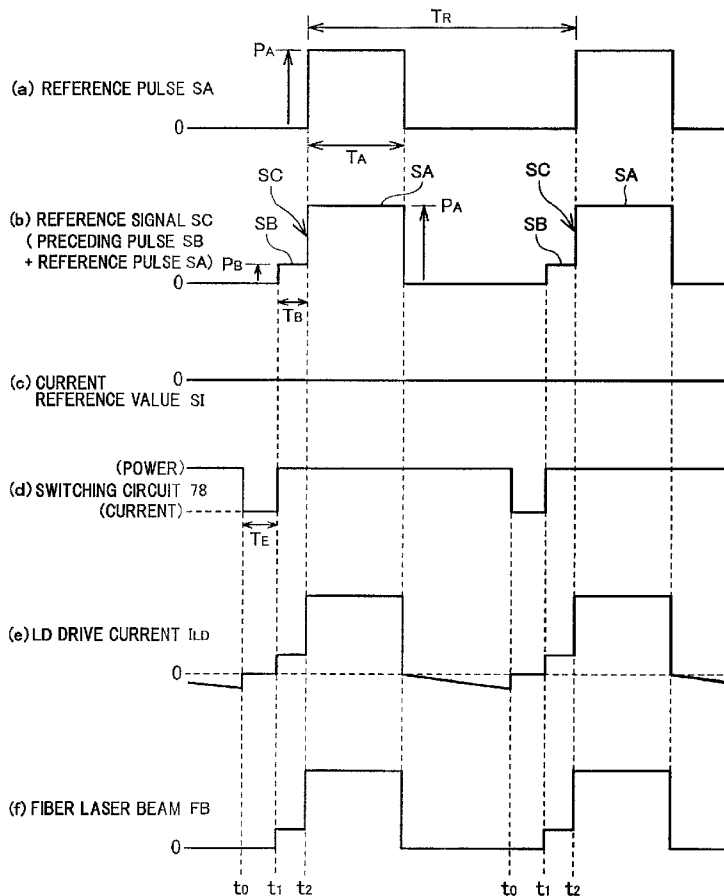 TR
PA
(a) REFERENCE PULSE SA
0
TA
SC
SA
SC
SA
PA
(b) REFERENCE SIGNAL SC
SB
SB
( PRECEDING PULSE SB
+ REFERENCE PULSE SA)
PB
0
TB
(c) CURRENT
REFERENCE VALUE SI
0
(POWER)
(d) SWITCHING CIRCUIT 78
(CURRENT)
TE
(e) LD DRIVE CURRENT ILD
0
(f) FIBER LASER BEAM FB
0
t0 t1 t2 t0 t1 t2